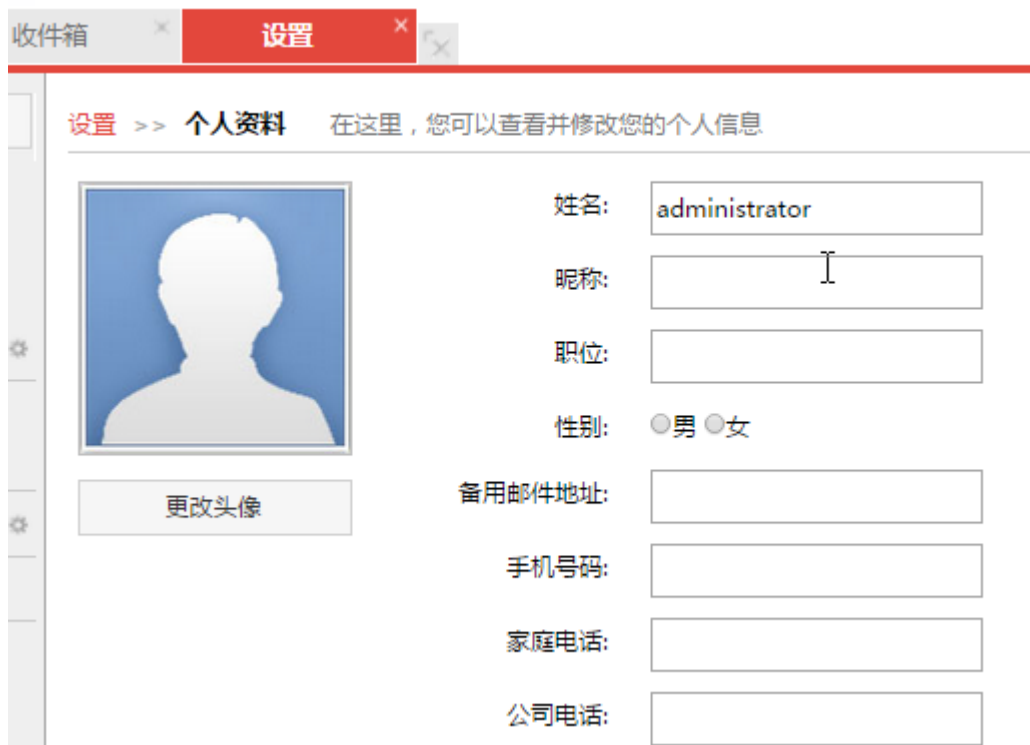 收件箱 设置
设置 >> 个人资料 在这里，您可以查看并修改您的个人信息
姓名: administrator
昵称:
职位:
性别: 男 女
备用邮件地址:
更改头像
手机号码:
家庭电话:
公司电话: